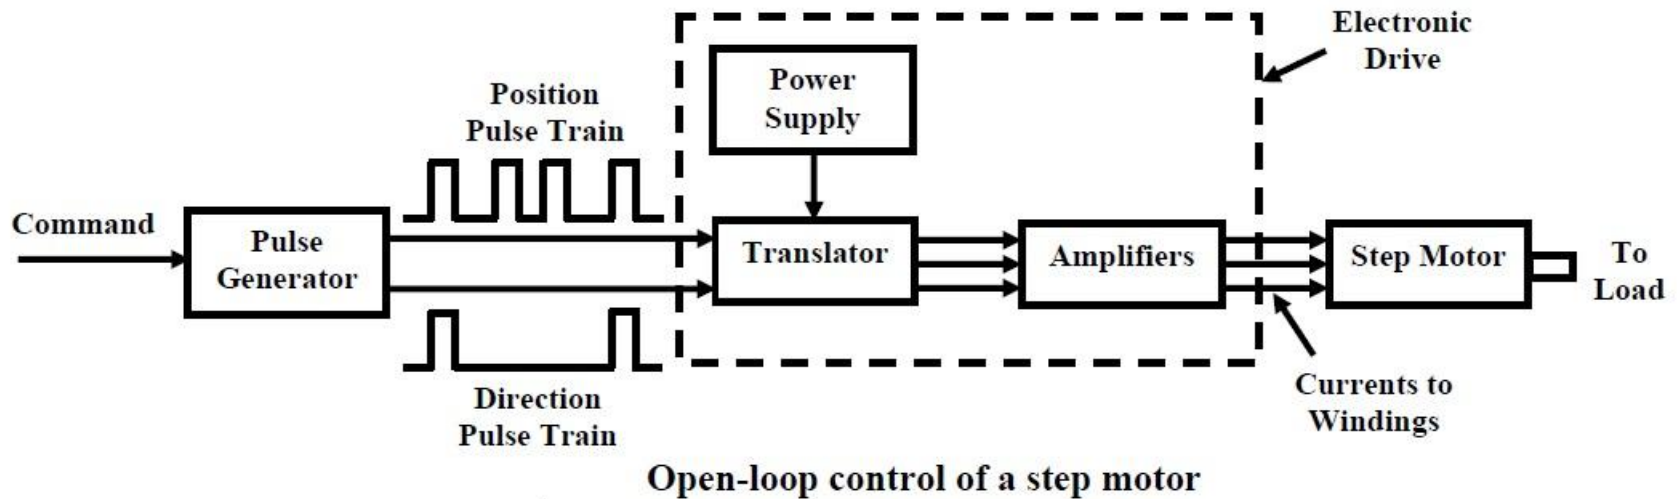 Electronic
Drive
Power
Supply
Position
Pulse Train
Command
Pulse
Generator
Translator
Amplifiers
Step Motor
To
Load
Direction
Pulse Train
Currents to
Windings
Open-loop control of a step motor